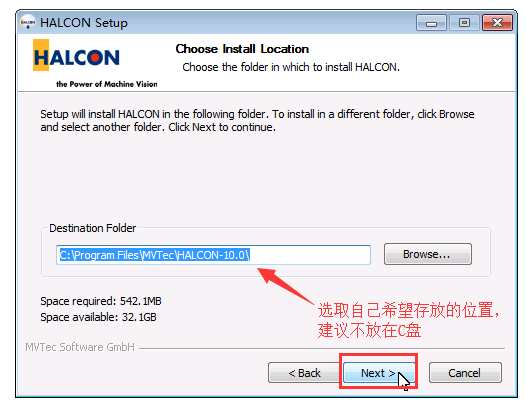 HALCON Setup
HALCON
the Power of Machine Vision
Choose Install Location
Choose the folder in which to install HALCON.
Setup will install HALCON in the following folder. To install in a different folder, click Browse
and select another folder. Click Next to continue.
Destination Folder
C:\Program Files\MVTec\HALCON-10.0\
Browse...
Space required: 542.1MB
Space available: 32.1GB
选取自己希望存放的位置，
建议不放在C盘
MVTec Software GmbH
< Back
Next >
Cancel